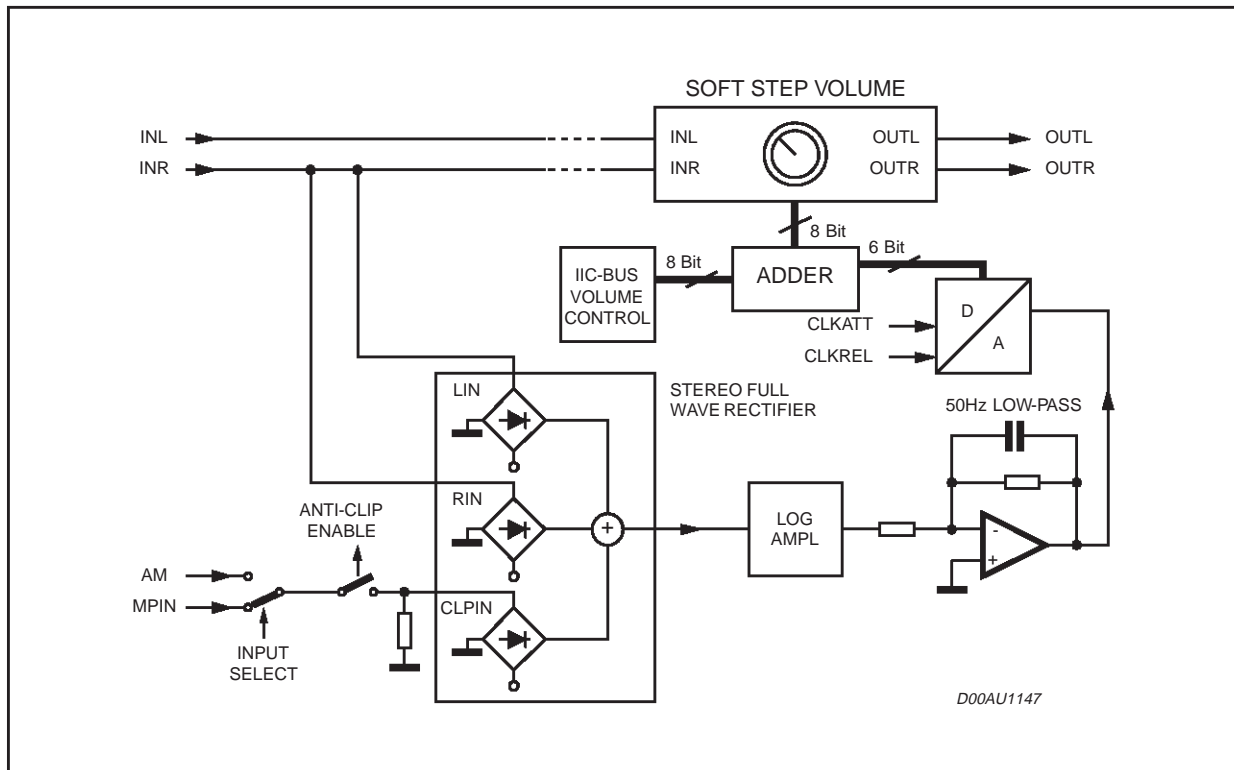 SOFT STEP VOLUME
INL
INL
OUTL
OUTL
INR
INR
OUTR
OUTR
8 Bit
8 Bit
6 Bit
IIC-BUS
VOLUME
CONTROL
ADDER
D
A
CLKATT
CLKREL
LIN
STEREO FULL
WAVE RECTIFIER
50Hz LOW-PASS
RIN
ANTI-CLIP
ENABLE
+
LOG
AMPL
-
+
AM
MPIN
CLPIN
INPUT
SELECT
D00AU1147